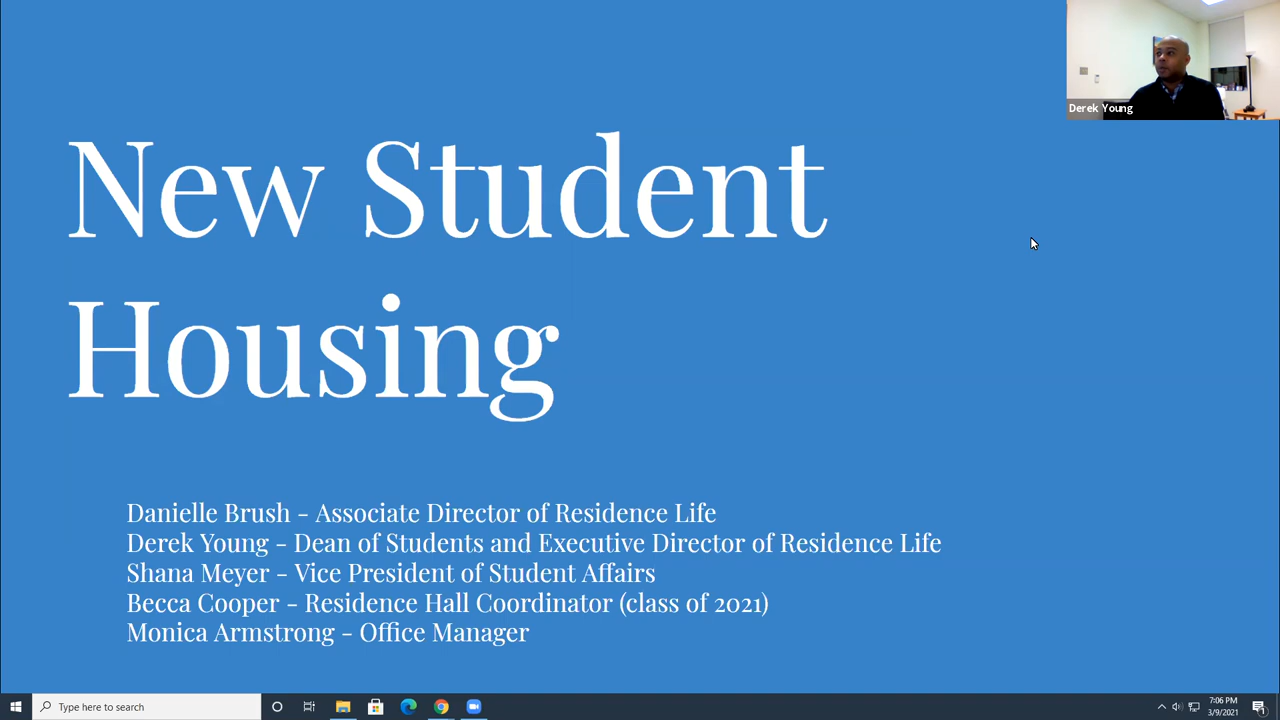 Derek Young
New Student
Housing
Danielle Brush - Associate Director of Residence Life
Derek Young - Dean of Students and Executive Director of Residence Life
Shana Meyer - Vice President of Student Affairs
Becca Cooper - Residence Hall Coordinator (class of 2021)
Monica Armstrong - Office Manager
Type here to search
7:06 PM
3/9/2021
1